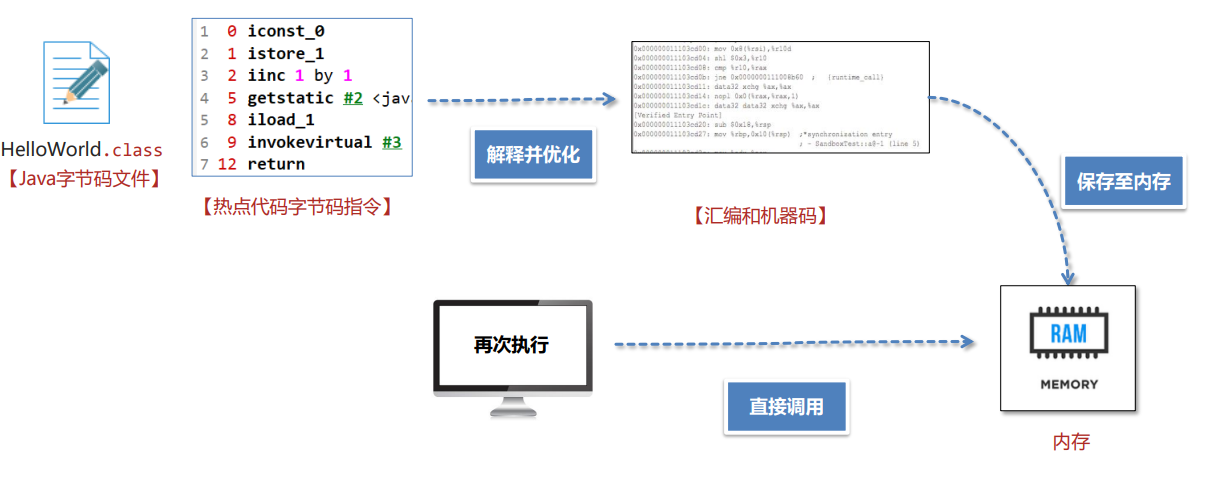 HelloWorld.class
【Java字节码文件】
1 0 iconst_0
2 1 istore_1
3 2 iinc 1 by 1
4 5 getstatic #2 <jav
5 8 iload_1
6 9 invokevirtual #3
7 12 return
【热点代码字节码指令】
解释并优化
0x000000011103cd00: mov 0x8(%rsi),%r10d
0x000000011103cd04: shl $0x3,%r10
0x000000011103cd08: cmp %r10,%rax
0x000000011103cd0b: jne 0x0000000111008b60 ; {runtime_call}
0x000000011103cd11: data32 xchg %ax,%ax
0x000000011103cd14: nopl 0x0(%rax,%rax,1)
0x000000011103cd1c: data32 data32 xchg %ax,%ax
[Verified Entry Point]
0x000000011103cd20: sub $0x18,%rsp
0x000000011103cd27: mov %rbp,0x10(%rsp) ;*synchronization entry
; - SandboxTest::a@-1 (line 5)
【汇编和机器码】
保存至内存
再次执行
直接调用
RAM
MEMORY
内存